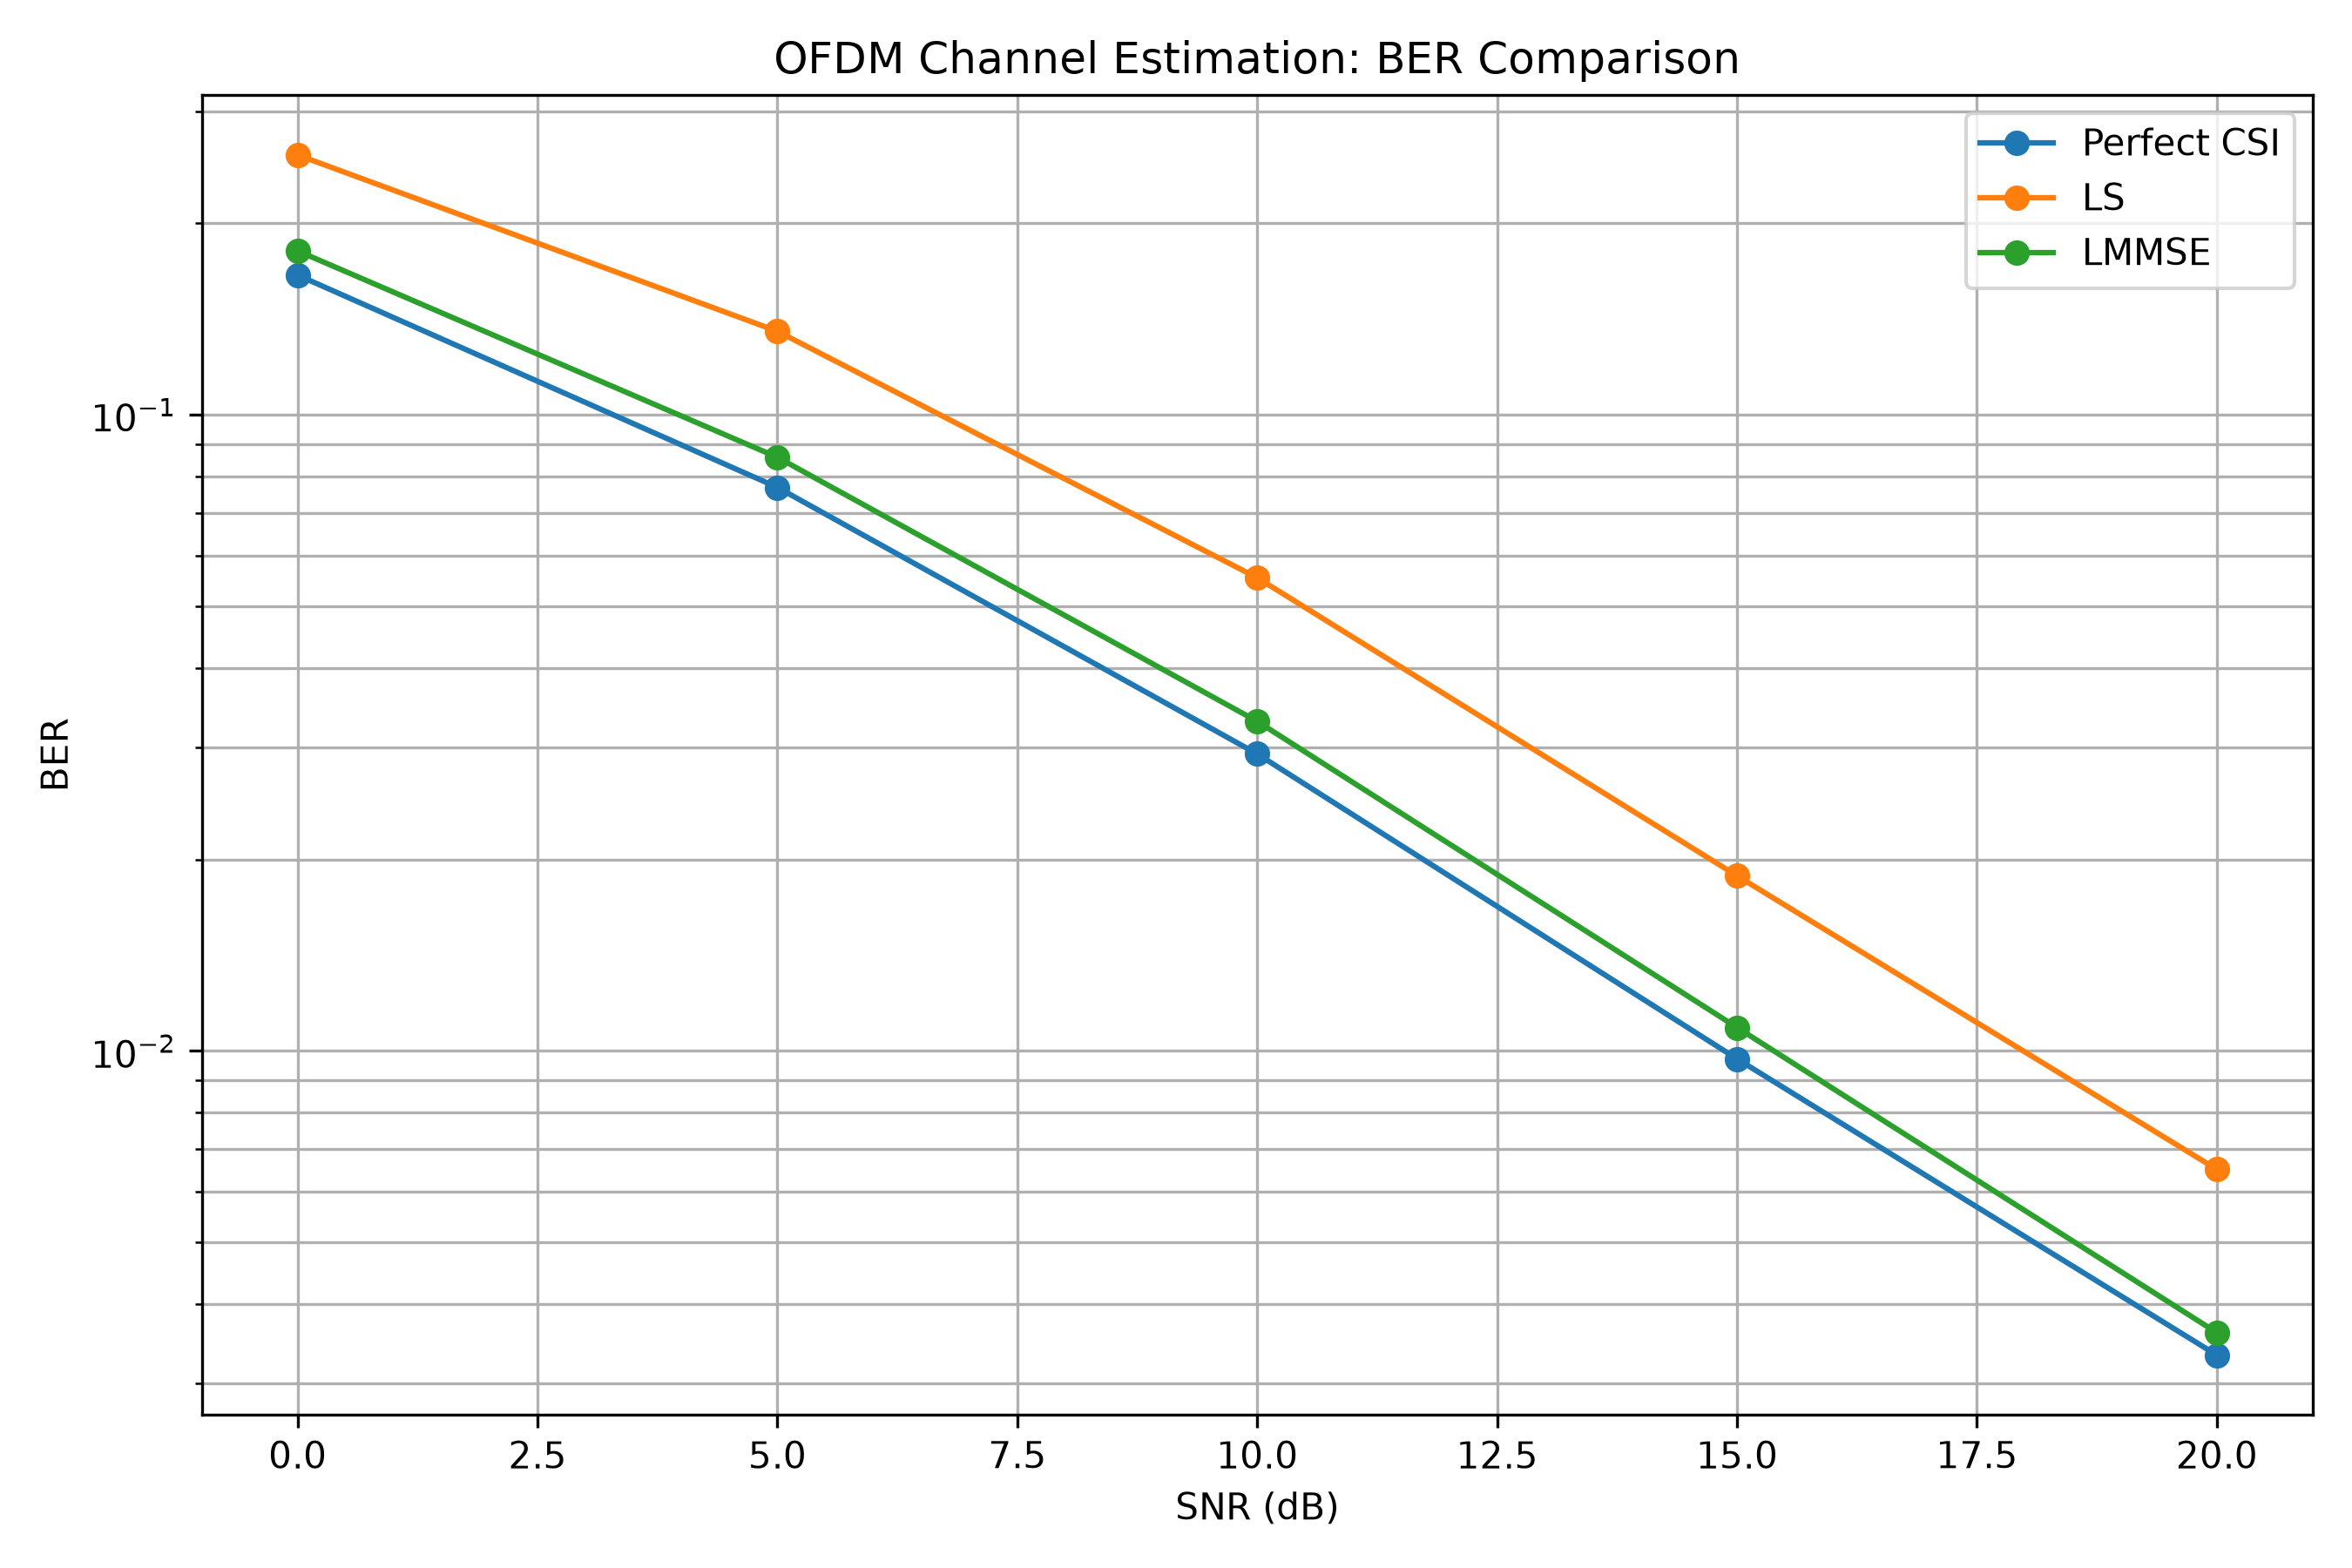 OFDM Channel Estimation: BER Comparison
Perfect CSI
LS
LMMSE
BER
10⁻¹
10⁻²
0.0 2.5 5.0 7.5 10.0 12.5 15.0 17.5 20.0
SNR (dB)